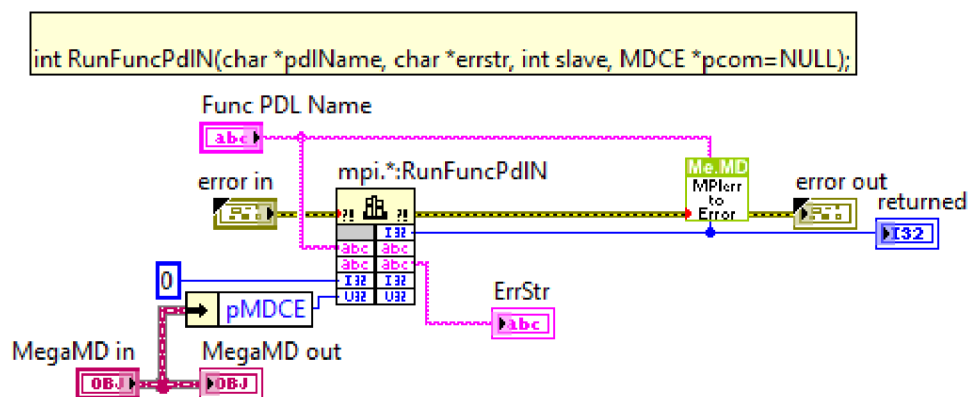 int RunFuncPdlN(char *pdlName, char *errstr, int slave, MDCE *pcom=NULL);
Func PDL Name
abc
mpi.*:RunFuncPdlN
error in
Me.MD
MPIerr
to
Error
error out
returned
?! ?!
I32
I32
abc abc
abc abc
0
I32 I32
U32 U32
pMDCE
ErrStr
abc
MegaMD in
MegaMD out
OBJ
OBJ